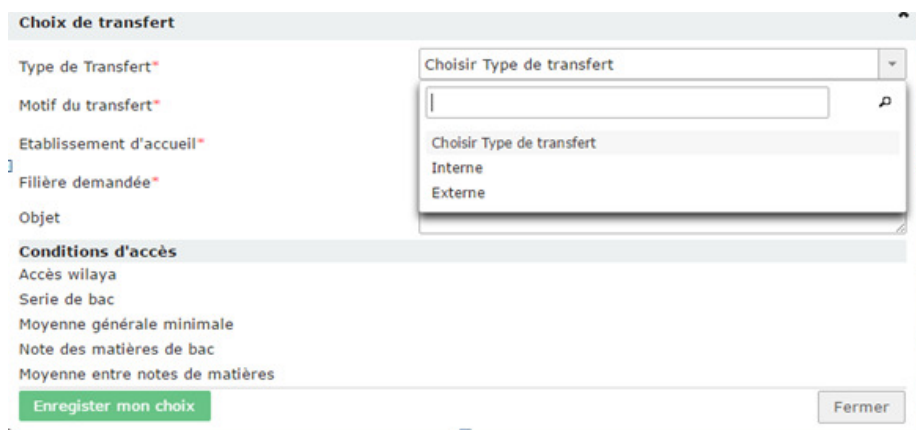 Choix de transfert
Type de Transfert*
Choisir Type de transfert
Motif du transfert*
Etablissement d'accueil*
Choisir Type de transfert
Interne
Filière demandée*
Externe
Objet
Conditions d'accès
Accès wilaya
Serie de bac
Moyenne générale minimale
Note des matières de bac
Moyenne entre notes de matières
Enregister mon choix
Fermer